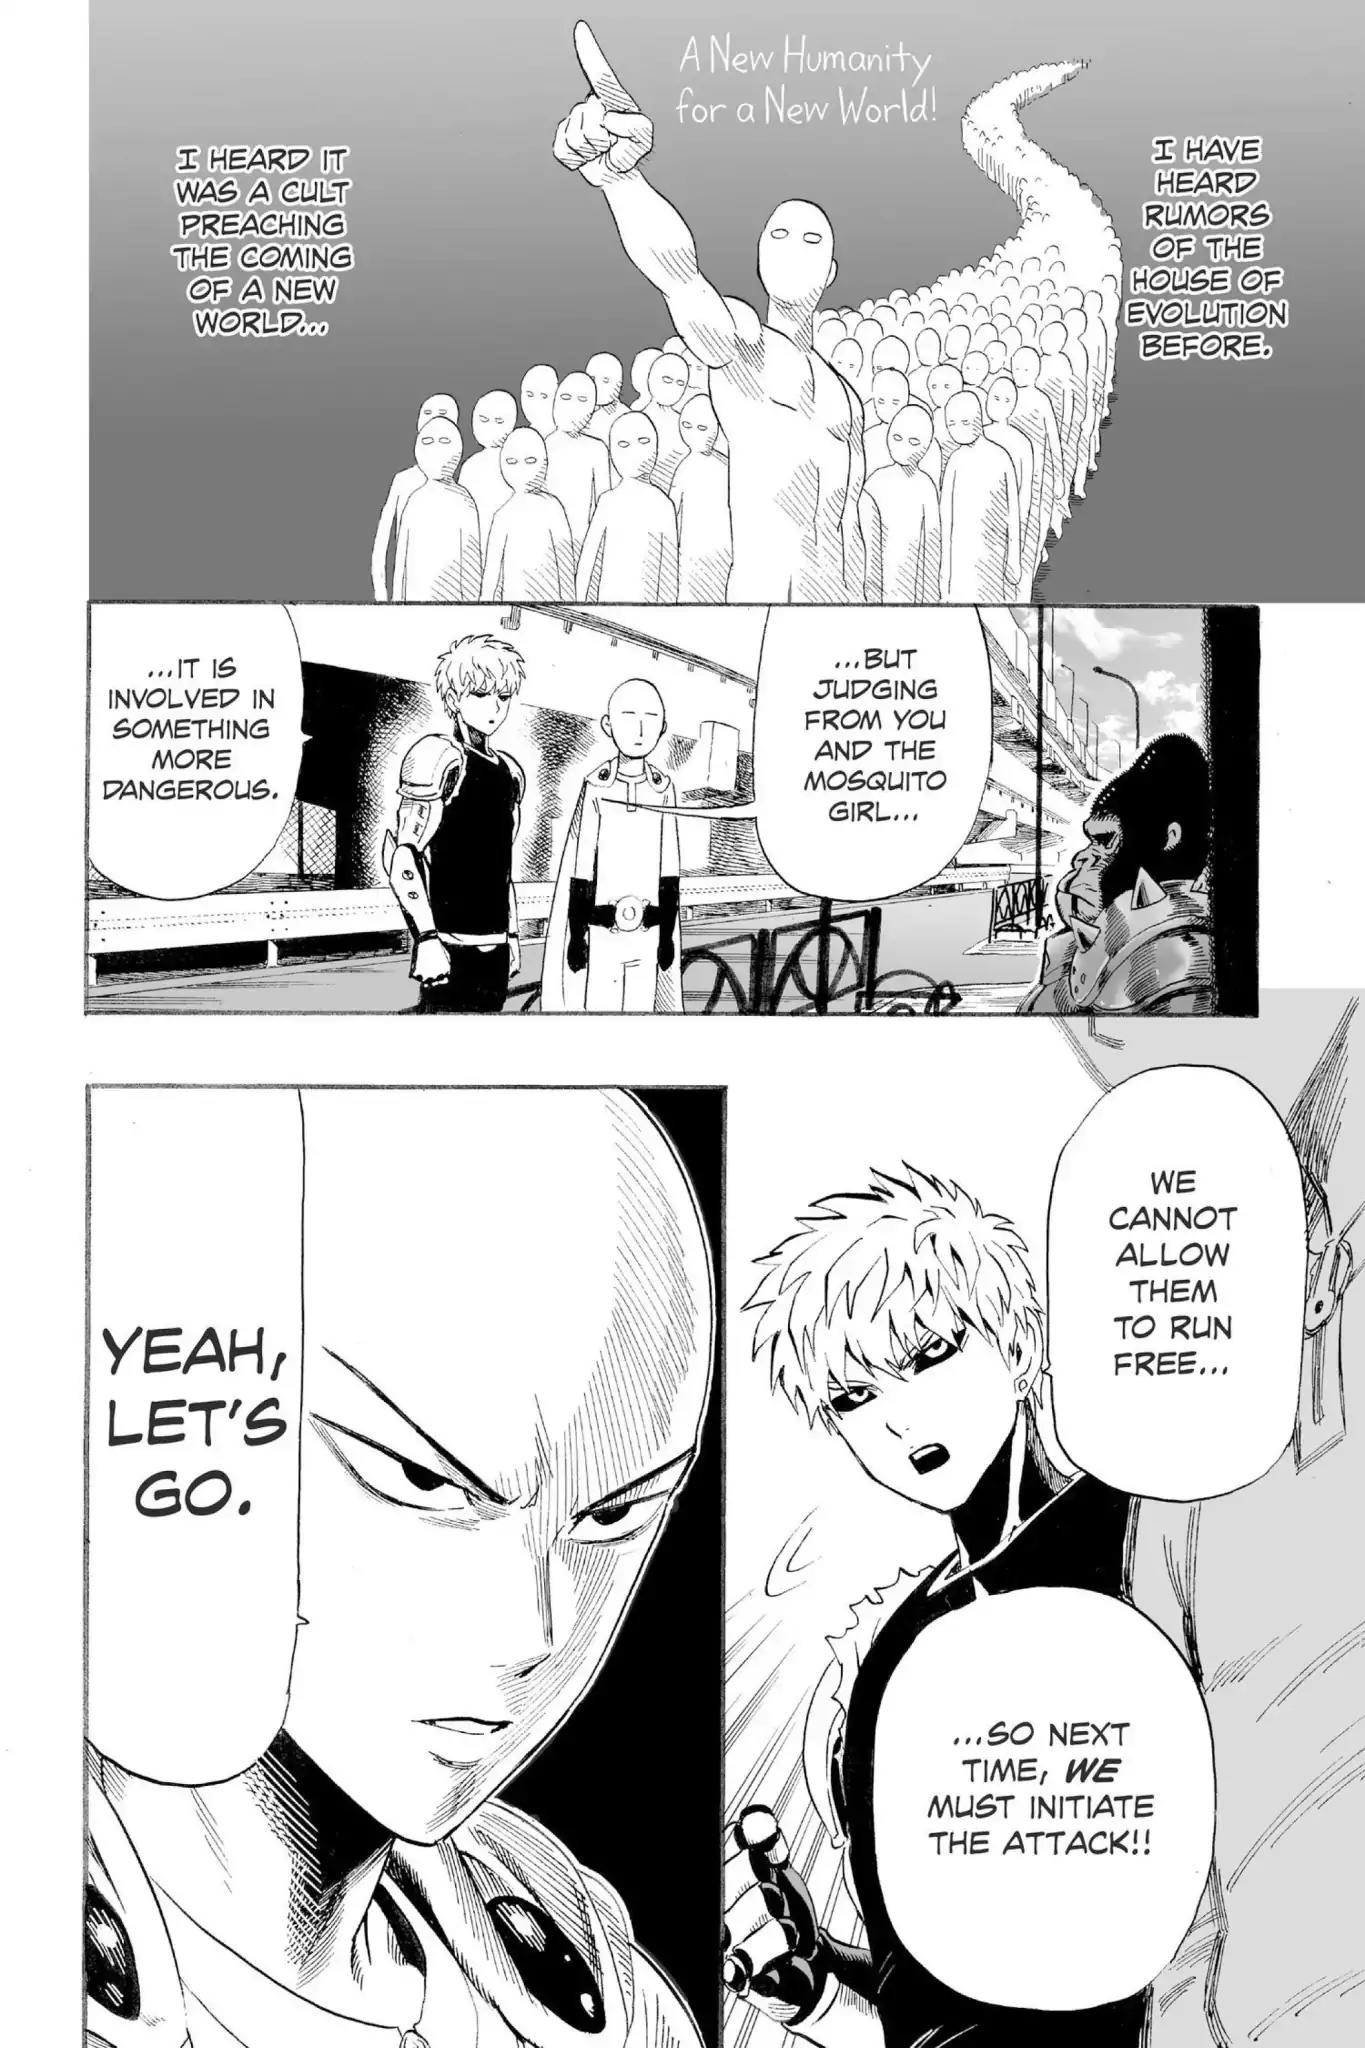 A New Humanity
for a New World!
I HAVE
HEARD
RUMORS
OF THE
HOUSE OF
EVOLUTION
BEFORE.
I HEARD IT
WAS A CULT
PREACHING
THE COMING
OF A NEW
WORLD...
...BUT
JUDGING
FROM YOU
AND THE
MOSQUITO
GIRL...
...IT IS
INVOLVED IN
SOMETHING
MORE
DANGEROUS.
WE
CANNOT
ALLOW
THEM
TO RUN
FREE...
...SO NEXT
TIME, WE
MUST INITIATE
THE ATTACK!!
YEAH,
LET'S
GO.